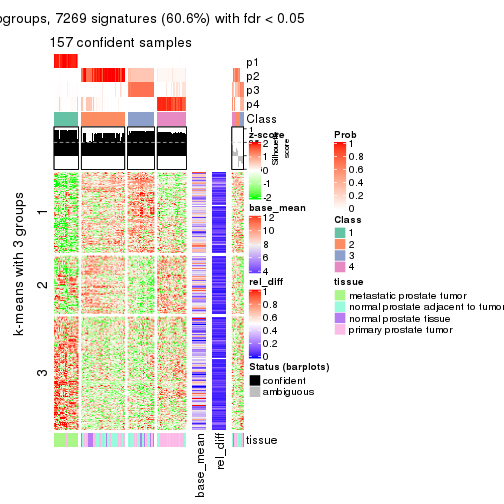 ogroups, 7269 signatures (60.6%) with fdr < 0.05
157 confident samples
p1
p2
p3
p4
Class
1
Silhouette
score
z-score
2
1
0
-1
-2
base_mean
12
10
8
6
4
rel_diff
1
0.8
0.6
0.4
0.2
0
Status (barplots)
confident
ambiguous
Prob
1
0.8
0.6
0.4
0.2
0
Class
1
2
3
4
tissue
metastatic prostate tumor
normal prostate adjacent to tumor
normal prostate tissue
primary prostate tumor
k-means with 3 groups
1
2
3
tissue
base_mean
rel_diff